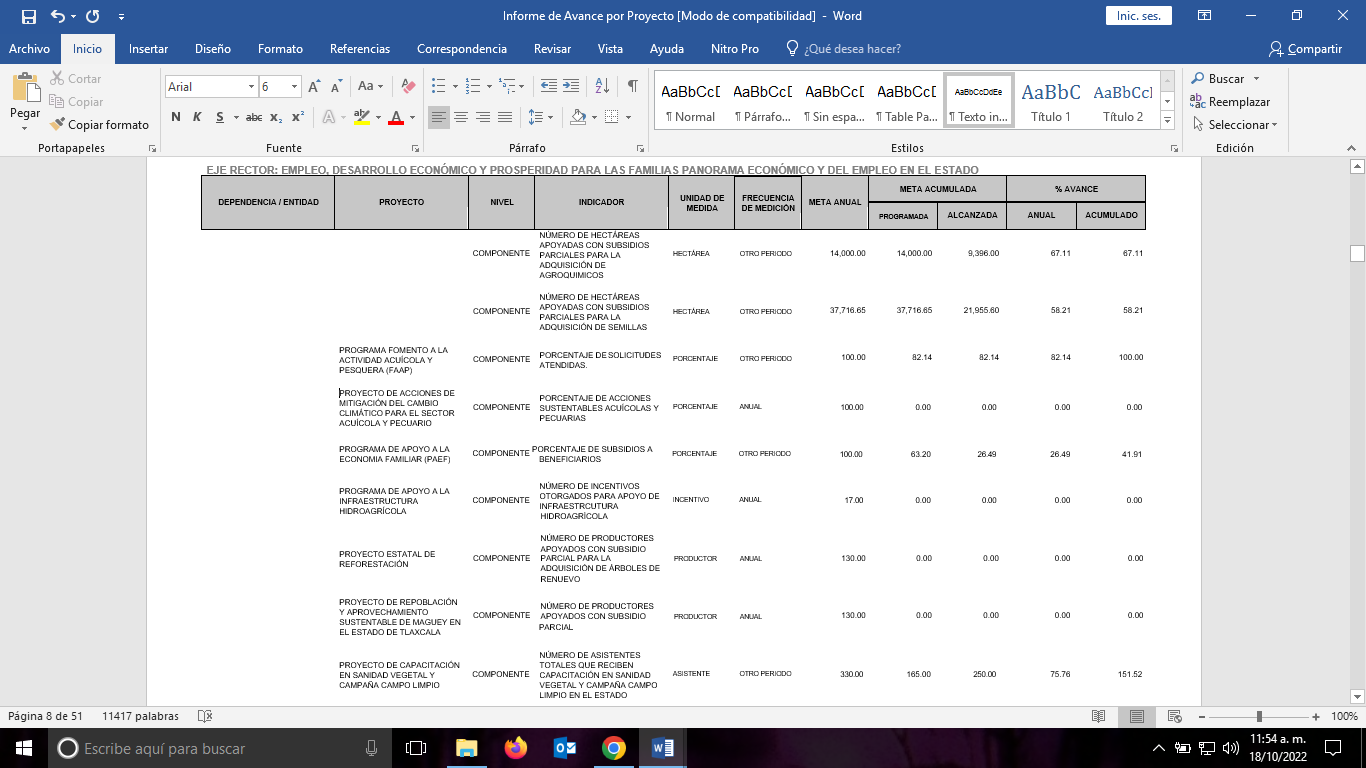 Informe de Avance por Proyecto [Modo de compatibilidad] - Word
Inic. ses.
Archivo Inicio Insertar Diseño Formato Referencias Correspondencia Revisar Vista Ayuda Nitro Pro ¿Qué desea hacer? Compartir
Pegar
Cortar
Copiar
Copiar formato
Portapapeles
Arial 6
Aa
N K S abc x₂ x²
Fuente
Párrafo
AaBbCcI AaBbCcD AaBbCcD AaBbCcD AaBbCcDdEe AaBbC AaBbCcI
¶ Normal ¶ Párrafo... ¶ Sin espa... ¶ Table Pa... ¶ Texto in... Título 1 Título 2
Estilos
Buscar
Reemplazar
Seleccionar
Edición
EJE RECTOR: EMPLEO, DESARROLLO ECONÓMICO Y PROSPERIDAD PARA LAS FAMILIAS PANORAMA ECONÓMICO Y DEL EMPLEO EN EL ESTADO
DEPENDENCIA / ENTIDAD PROYECTO NIVEL INDICADOR
UNIDAD DE
MEDIDA
FRECUENCIA
DE MEDICIÓN
META ANUAL
META ACUMULADA
PROGRAMADA ALCANZADA
% AVANCE
ANUAL ACUMULADO
COMPONENTE
NÚMERO DE HECTÁREAS
APOYADAS CON SUBSIDIOS
PARCIALES PARA LA
ADQUISICIÓN DE
AGROQUIMICOS
HECTÁREA OTRO PERIODO 14,000.00 14,000.00 9,396.00 67.11 67.11
COMPONENTE
NÚMERO DE HECTÁREAS
APOYADAS CON SUBSIDIOS
PARCIALES PARA LA
ADQUISICIÓN DE SEMILLAS
HECTÁREA OTRO PERIODO 37,716.65 37,716.65 21,955.60 58.21 58.21
PROGRAMA FOMENTO A LA
ACTIVIDAD ACUÍCOLA Y
PESQUERA (FAAP)
COMPONENTE
PORCENTAJE DE SOLICITUDES
ATENDIDAS.
PORCENTAJE OTRO PERIODO 100.00 82.14 82.14 82.14 100.00
PROYECTO DE ACCIONES DE
MITIGACIÓN DEL CAMBIO
CLIMÁTICO PARA EL SECTOR
ACUÍCOLA Y PECUARIO
COMPONENTE
PORCENTAJE DE ACCIONES
SUSTENTABLES ACUÍCOLAS Y
PECUARIAS
PORCENTAJE ANUAL 100.00 0.00 0.00 0.00 0.00
PROGRAMA DE APOYO A LA
ECONOMIA FAMILIAR (PAEF)
COMPONENTE
PORCENTAJE DE SUBSIDIOS A
BENEFICIARIOS
PORCENTAJE OTRO PERIODO 100.00 63.20 26.49 26.49 41.91
PROGRAMA DE APOYO A LA
INFRAESTRUCTURA
HIDROAGRÍCOLA
COMPONENTE
NÚMERO DE INCENTIVOS
OTORGADOS PARA APOYO DE
INFRAESTRCUTURA
HIDROAGRÍCOLA
INCENTIVO ANUAL 17.00 0.00 0.00 0.00 0.00
PROYECTO ESTATAL DE
REFORESTACIÓN
COMPONENTE
NÚMERO DE PRODUCTORES
APOYADOS CON SUBSIDIO
PARCIAL PARA LA
ADQUISICIÓN DE ÁRBOLES DE
RENUEVO
PRODUCTOR ANUAL 130.00 0.00 0.00 0.00 0.00
PROYECTO DE REPOBLACIÓN
Y APROVECHAMIENTO
SUSTENTABLE DE MAGUEY EN
EL ESTADO DE TLAXCALA
COMPONENTE
NÚMERO DE PRODUCTORES
APOYADOS CON SUBSIDIO
PARCIAL
PRODUCTOR ANUAL 130.00 0.00 0.00 0.00 0.00
PROYECTO DE CAPACITACIÓN
EN SANIDAD VEGETAL Y
CAMPAÑA CAMPO LIMPIO
COMPONENTE
NÚMERO DE ASISTENTES
TOTALES QUE RECIBEN
CAPACITACIÓN EN SANIDAD
VEGETAL Y CAMPAÑA CAMPO
LIMPIO EN EL ESTADO
ASISTENTE OTRO PERIODO 330.00 165.00 250.00 75.76 151.52
Página 8 de 51 11417 palabras 100%
Escribe aquí para buscar
11:54 a. m.
18/10/2022